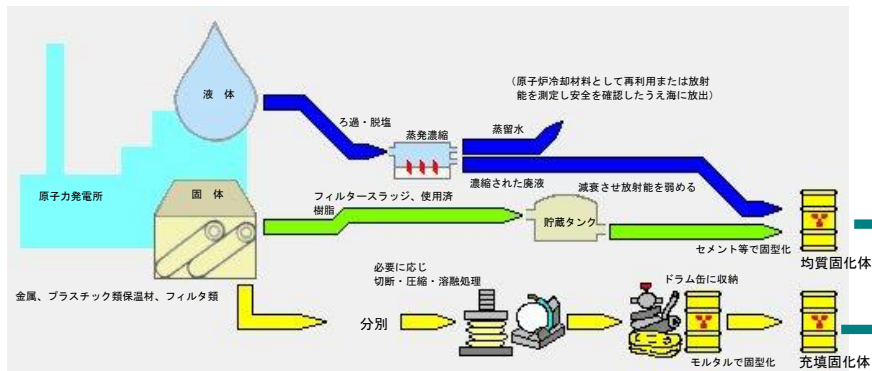 液 体
(原子炉冷却材料として再利用または放射
能を測定し安全を確認したうえ海に放出)
ろ過・脱塩
蒸発濃縮
蒸留水
濃縮された廃液
減衰させ放射能を弱める
原子力発電所
固 体
フィルタースラッジ、使用済
樹脂
貯蔵タンク
セメント等で固型化
均質固化体
金属、プラスチック類保温材、フィルタ類
必要に応じ
切断・圧縮・溶融処理
分別
ドラム缶に収納
モルタルで固型化
充填固化体